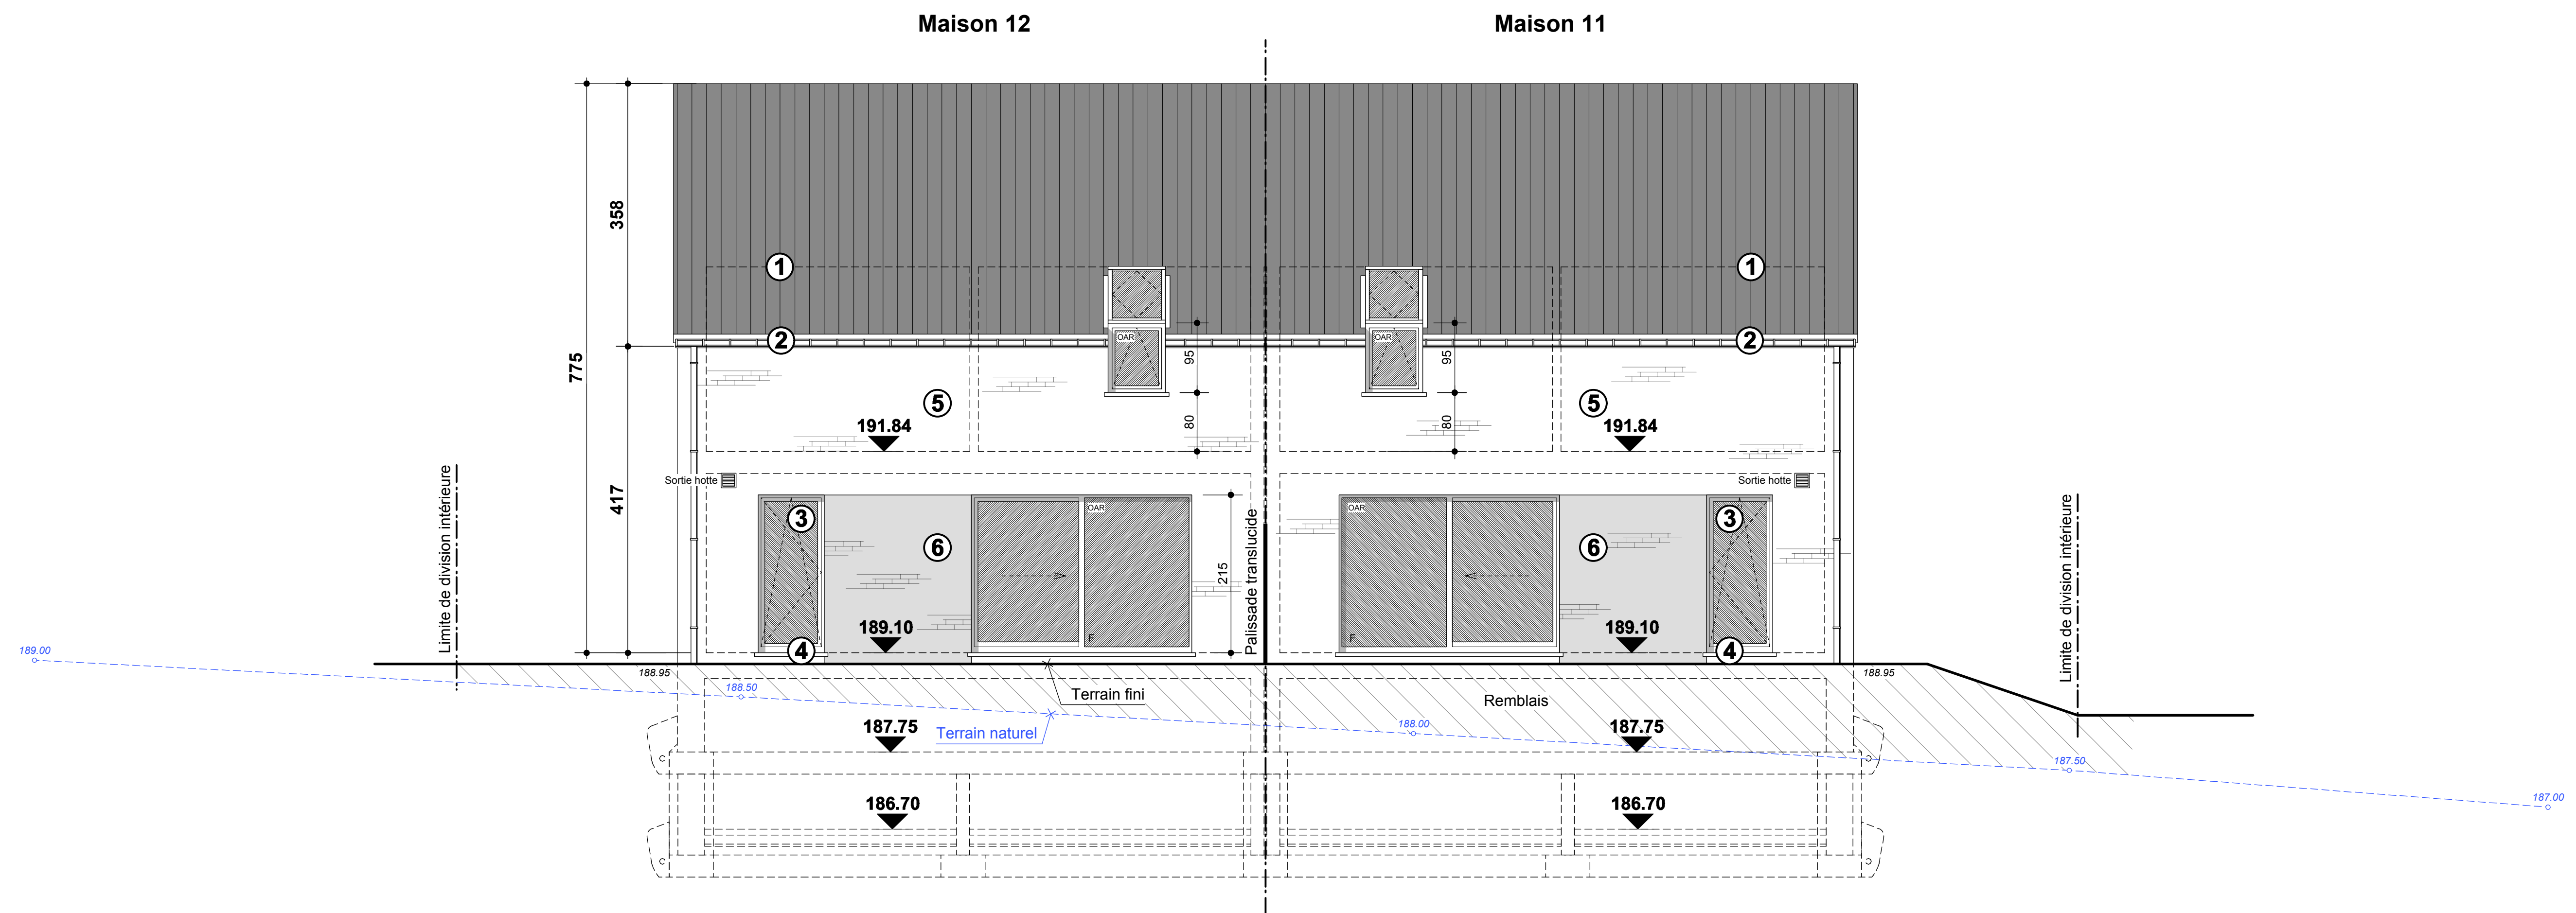 Maison 12
Maison 11
358
775
417
1
1
2
2
OAR
OAR
95
95
80
80
5
5
191.84
191.84
Sortie hotte
Sortie hotte
Limite de division intérieure
Limite de division intérieure
Palissade translucide
OAR
OAR
3
3
6
6
215
189.10
189.10
F
F
4
4
189.00
188.95
188.95
188.50
Terrain fini
Remblais
187.75
187.75
Terrain naturel
188.00
187.50
187.00
186.70
186.70